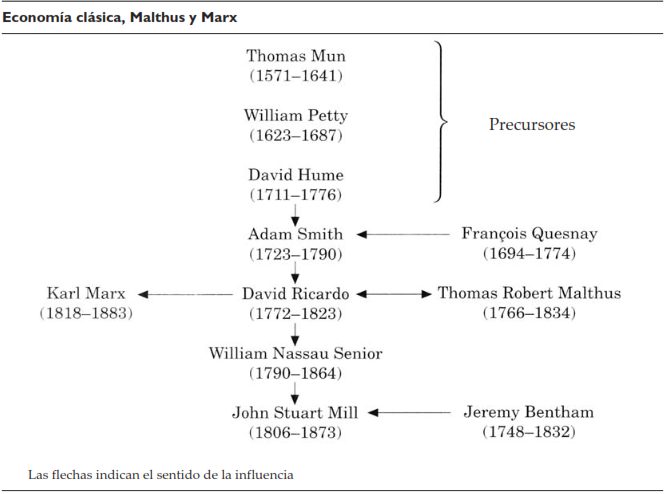 Economía clásica, Malthus y Marx
Thomas Mun
(1571–1641)
William Petty
(1623–1687)
Precursores
David Hume
(1711–1776)
Adam Smith
(1723–1790)
François Quesnay
(1694–1774)
Karl Marx
(1818–1883)
David Ricardo
(1772–1823)
Thomas Robert Malthus
(1766–1834)
William Nassau Senior
(1790–1864)
John Stuart Mill
(1806–1873)
Jeremy Bentham
(1748–1832)
Las flechas indican el sentido de la influencia